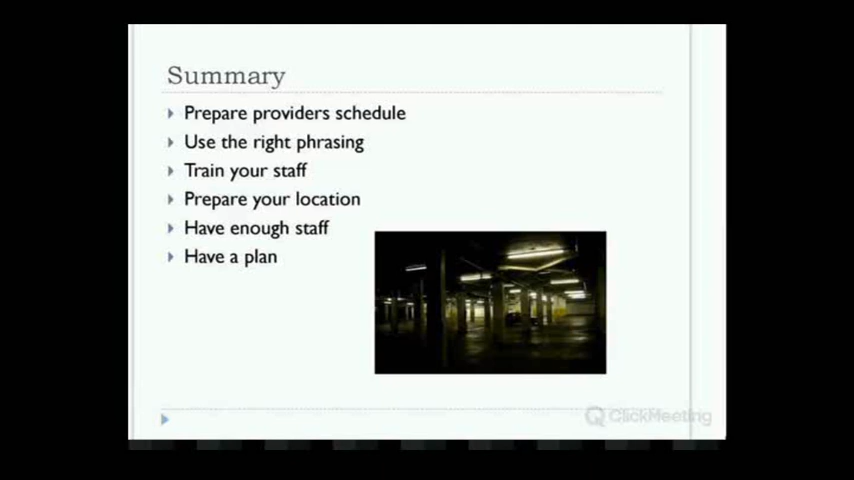 Summary
Prepare providers schedule
Use the right phrasing
Train your staff
Prepare your location
Have enough staff
Have a plan
ClickMeeting